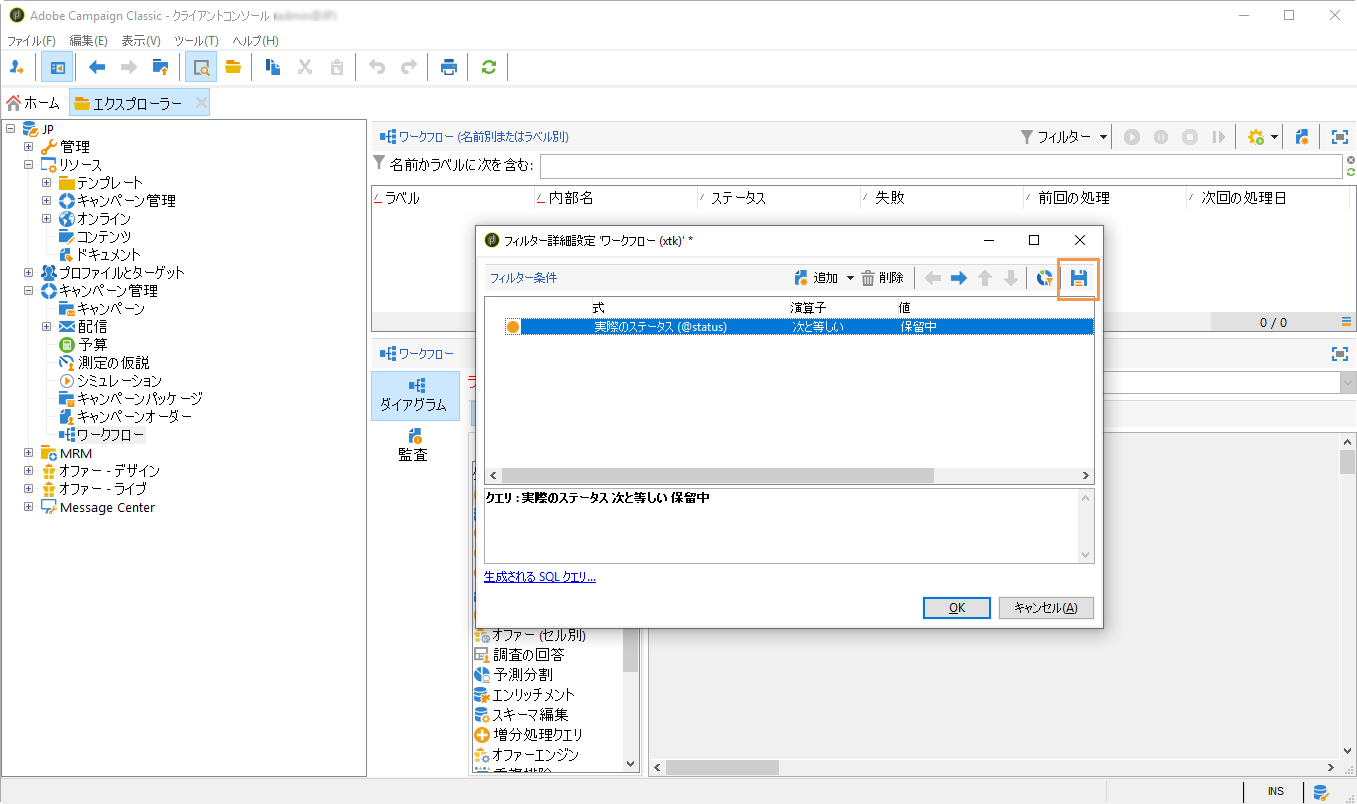 Adobe Campaign Classic - クライアントコンソール
ファイル(F) 編集(E) 表示(V) ツール(T) ヘルプ(H)
ホーム エクスプローラー
JP
管理
リソース
テンプレート
キャンペーン管理
オンライン
コンテンツ
ドキュメント
プロファイルとターゲット
キャンペーン管理
キャンペーン
配信
予算
測定の仮説
シミュレーション
キャンペーンパッケージ
キャンペーンオーダー
ワークフロー
MRM
オファー - デザイン
オファー - ライブ
Message Center
ワークフロー (名前別またはラベル別)
フィルター
名前かラベルに次を含む:
ラベル 内部名 ステータス 失敗 前回の処理 次回の処理日
0 / 0
ワークフロー
ダイアグラム
監査
フィルター詳細設定 'ワークフロー (xtk)' *
フィルター条件
追加 削除
式 演算子 値
実際のステータス (@status) 次と等しい 保留中
クエリ : 実際のステータス 次と等しい 保留中
生成される SQL クエリ...
OK キャンセル(A)
オファー (セル別)
調査の回答
予測分割
エンリッチメント
スキーマ編集
増分処理クエリ
オファーエンジン
INS